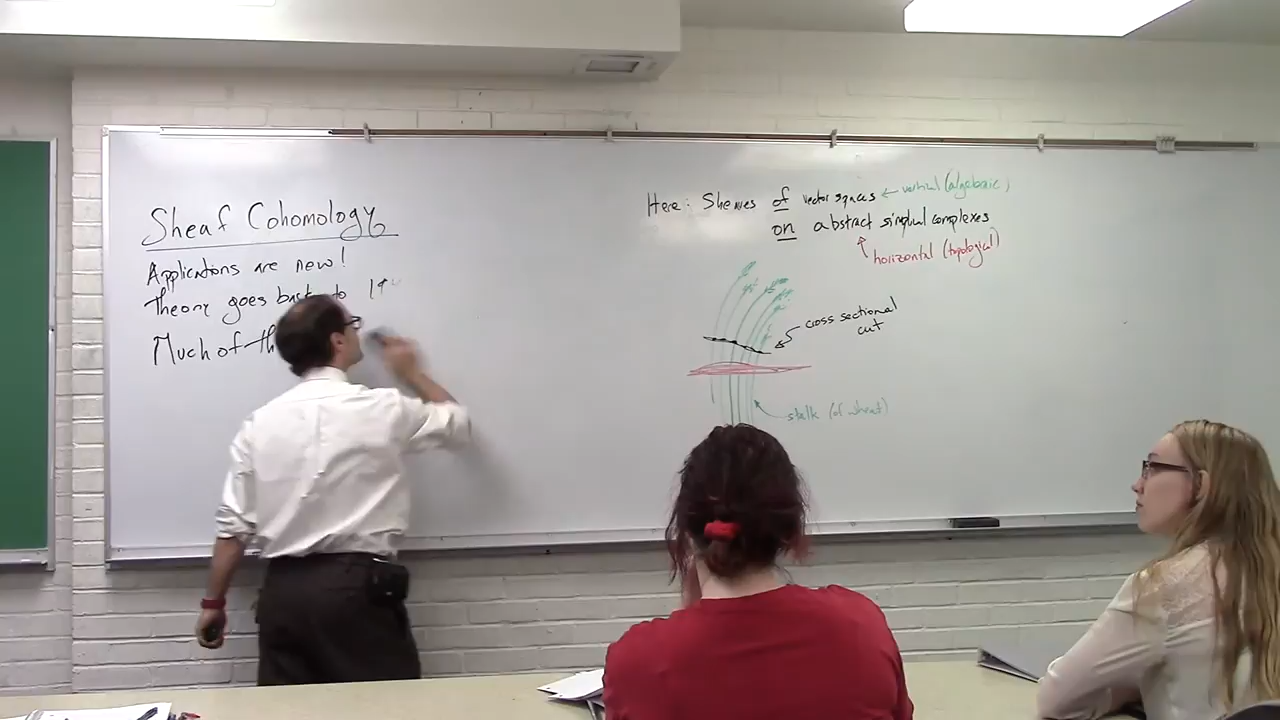 Sheaf Cohomology
Applications are new!
Theory goes back to
Much of
Here: Sheaves of vector spaces ← vertical (algebraic)
on abstract simplicial complexes
horizontal (topological)
cross sectional
cut
stalk (of sheaf)